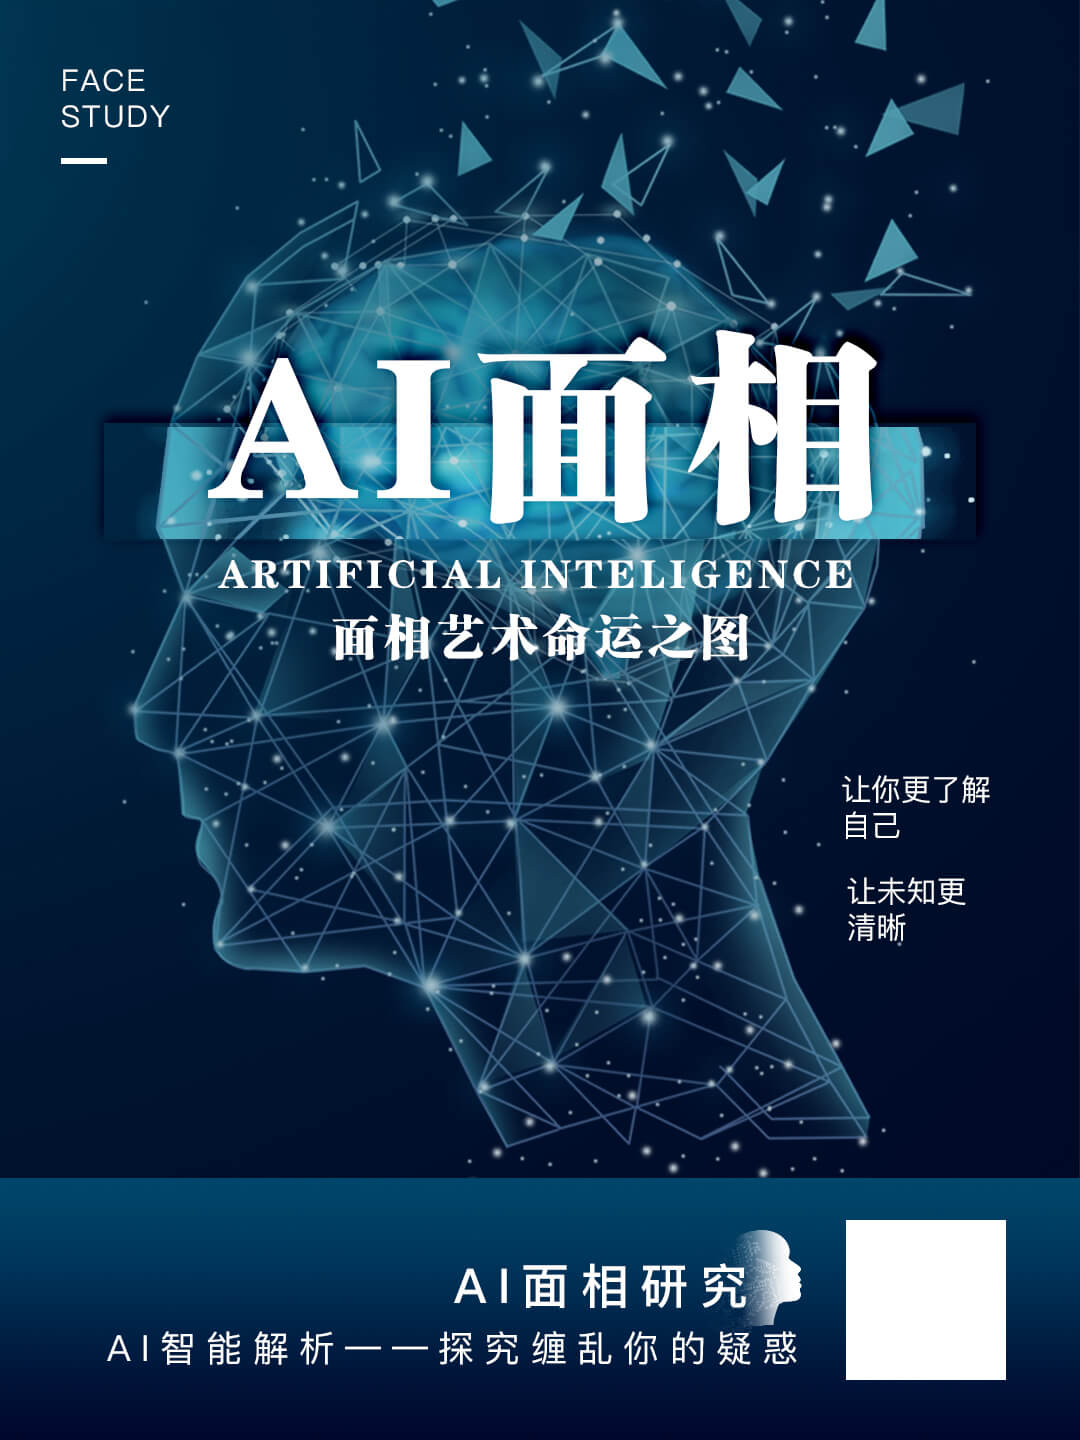 FACE
STUDY
AI面相
ARTIFICIAL INTELIGENCE
面相艺术命运之图
让你更了解
自己
让未知更
清晰
AI面相研究
AI智能解析——探究缠乱你的疑惑